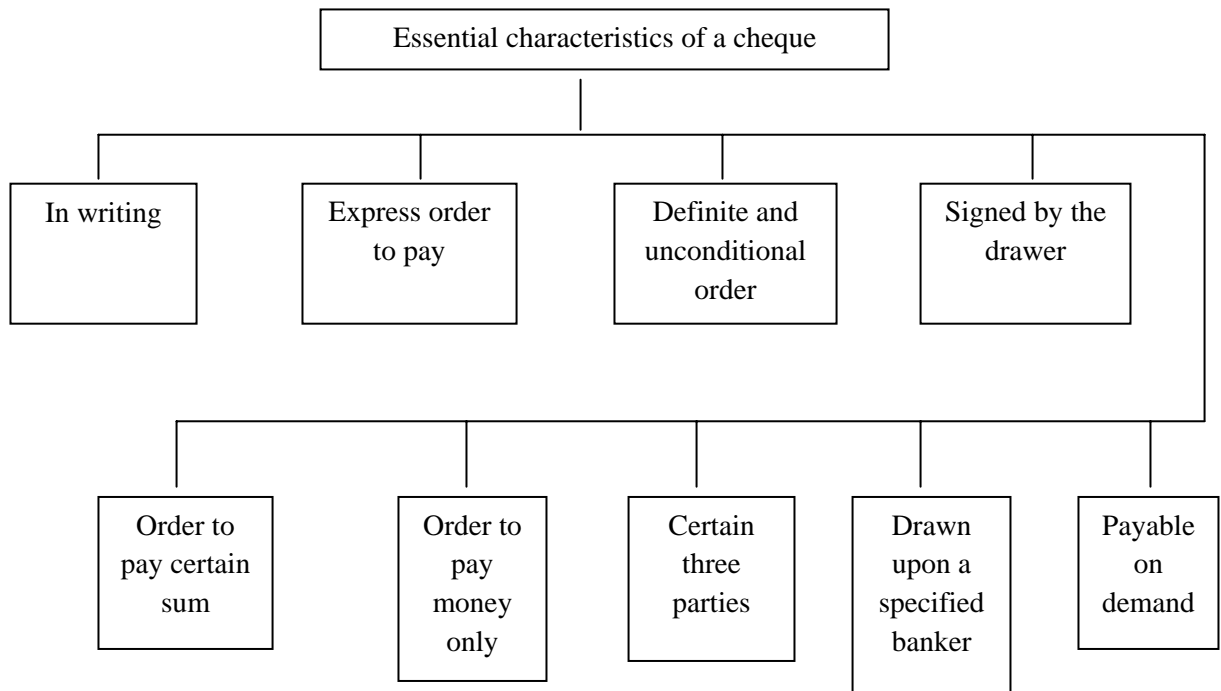 Essential characteristics of a cheque
In writing
Express order
to pay
Definite and
unconditional
order
Signed by the
drawer
Order to
pay certain
sum
Order to
pay
money
only
Certain
three
parties
Drawn
upon a
specified
banker
Payable
on
demand